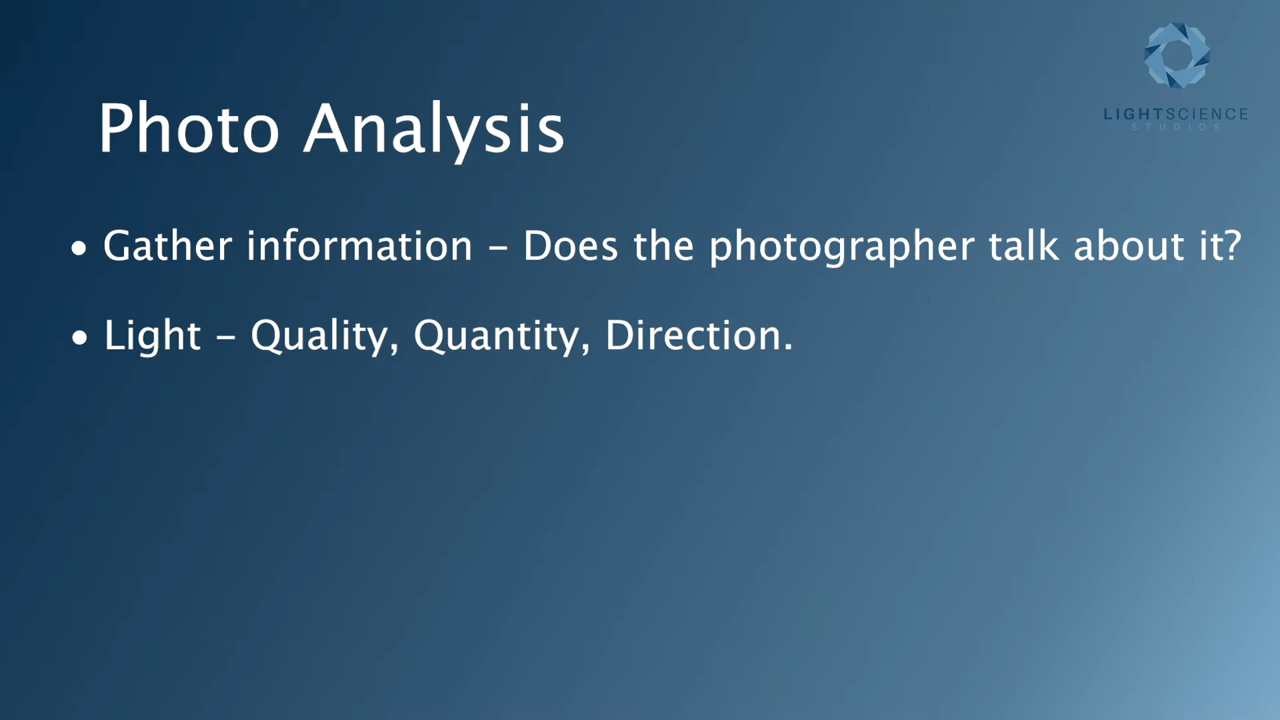 LIGHTSCIENCE
STUDIOS
Photo Analysis
• Gather information – Does the photographer talk about it?
• Light – Quality, Quantity, Direction.